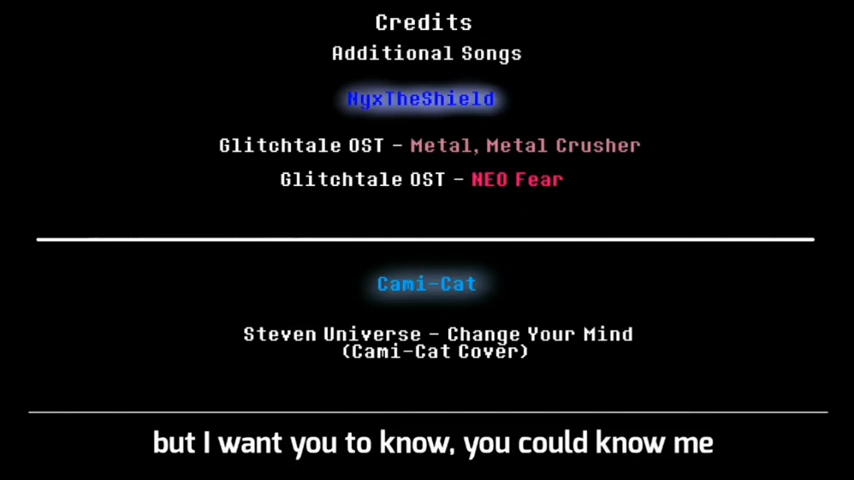 Credits
Additional Songs
NyxTheShield
Glitchtale OST - Metal, Metal Crusher
Glitchtale OST - NEO Fear
Cami-Cat
Steven Universe - Change Your Mind
(Cami-Cat Cover)
but I want you to know, you could know me